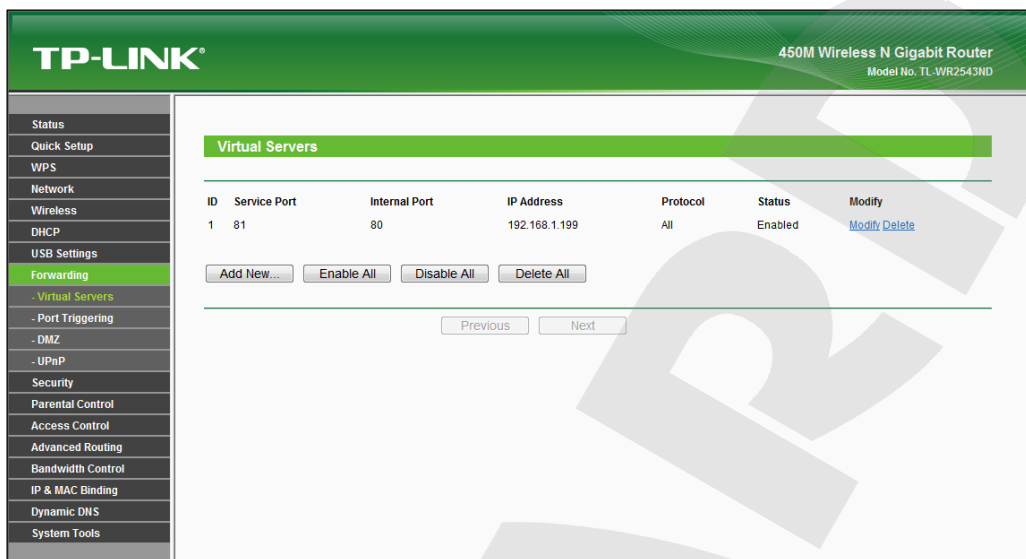 TP-LINK®
450M Wireless N Gigabit Router
Model No. TL-WR2543ND
Status
Quick Setup
WPS
Network
Wireless
DHCP
USB Settings
Forwarding
- Virtual Servers
- Port Triggering
- DMZ
- UPnP
Security
Parental Control
Access Control
Advanced Routing
Bandwidth Control
IP & MAC Binding
Dynamic DNS
System Tools
Virtual Servers
ID Service Port Internal Port IP Address Protocol Status Modify
1 81 80 192.168.1.199 All Enabled Modify Delete
Add New... Enable All Disable All Delete All
Previous Next